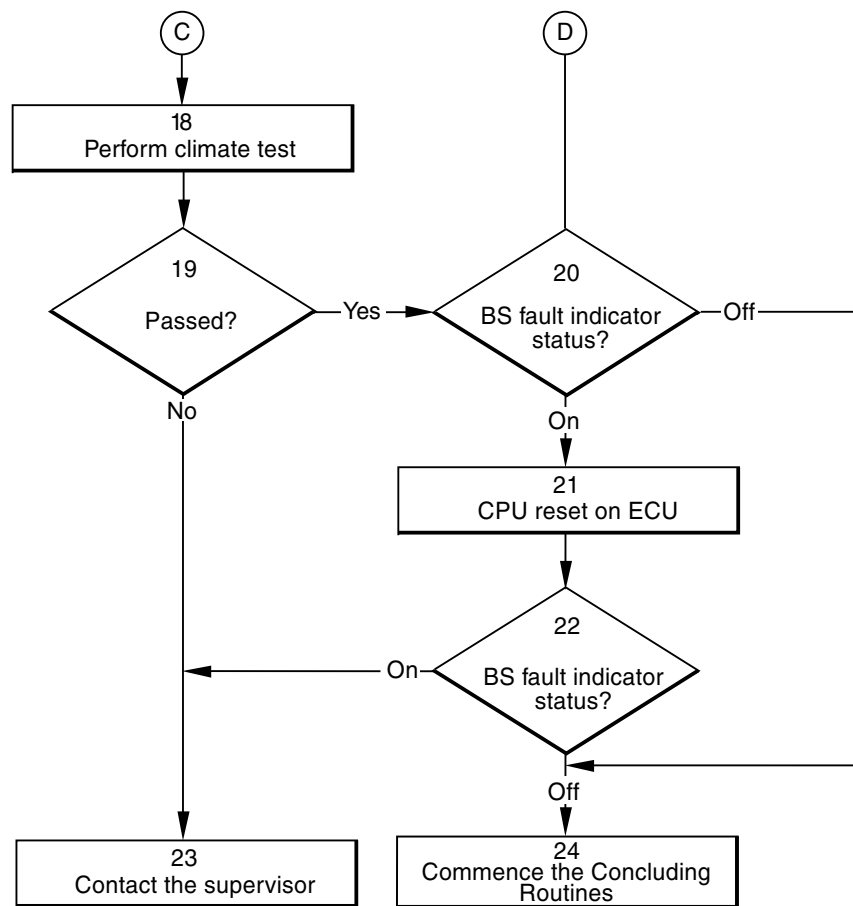 C
D
18
Perform climate test
19
Passed?
Yes
20
BS fault indicator
status?
Off
No
On
21
CPU reset on ECU
22
BS fault indicator
status?
On
Off
23
Contact the supervisor
24
Commence the Concluding
Routines